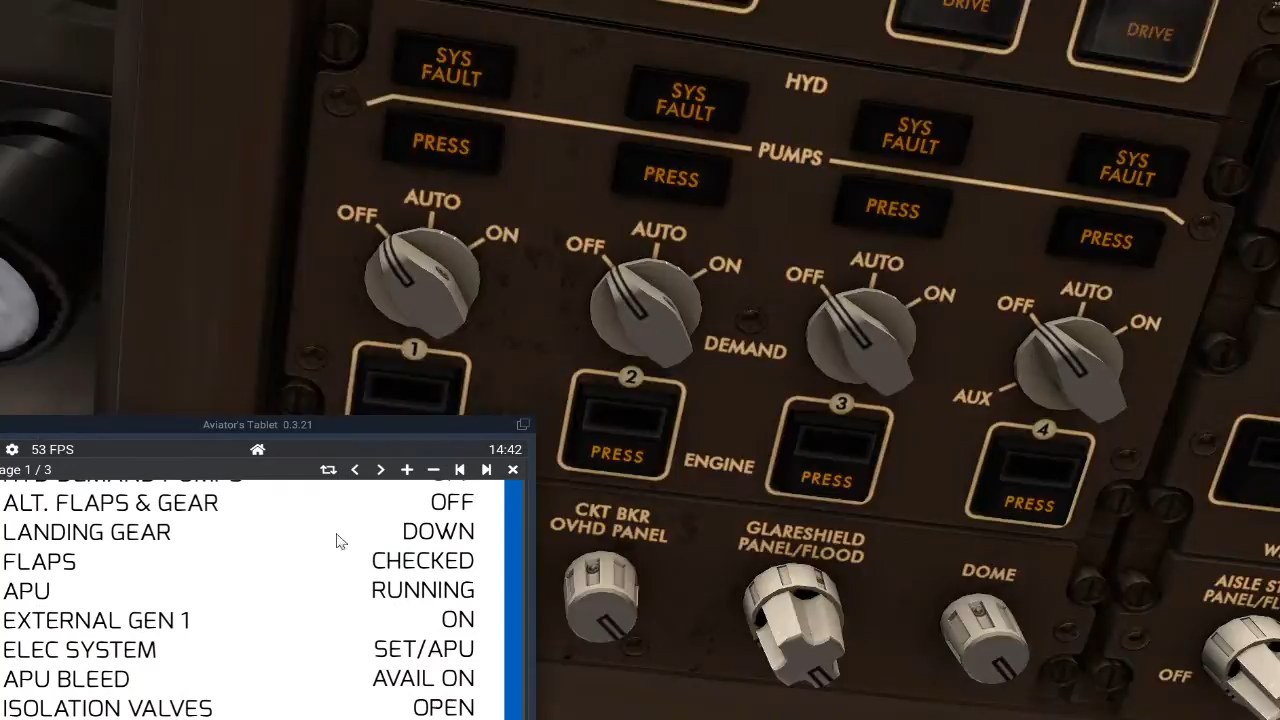 DRIVE
DRIVE
HYD
SYS
FAULT
SYS
FAULT
SYS
FAULT
SYS
FAULT
PUMPS
PRESS
PRESS
PRESS
PRESS
OFF AUTO ON
OFF AUTO ON
OFF AUTO ON
OFF AUTO ON
AUX
DEMAND
1
2
3
4
PRESS
ENGINE
PRESS
PRESS
CKT BKR
OVHD PANEL
GLARESHIELD
PANEL/FLOOD
DOME
OFF
Aviator's Tablet 0.3.21
53 FPS 14:42
age 1 / 3
ALT. FLAPS & GEAR OFF
LANDING GEAR DOWN
FLAPS CHECKED
APU RUNNING
EXTERNAL GEN 1 ON
ELEC SYSTEM SET/APU
APU BLEED AVAIL ON
ISOLATION VALVES OPEN